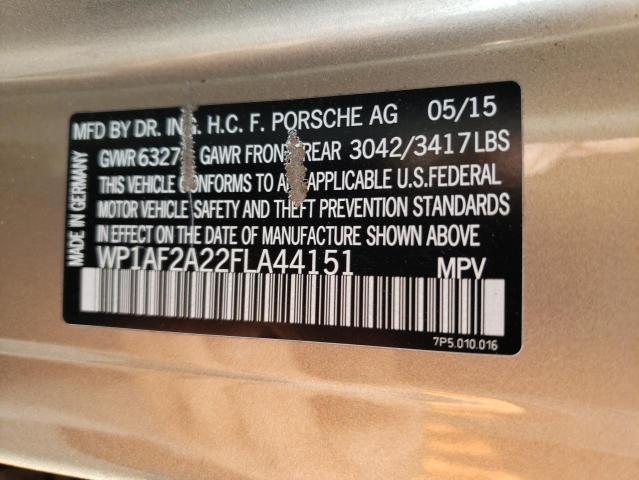 MFD BY DR. ING. H.C. F. PORSCHE AG 05/15
GVWR 6327 GAWR FRONT/REAR 3042/3417LBS
THIS VEHICLE CONFORMS TO ALL APPLICABLE U.S.FEDERAL
MOTOR VEHICLE SAFETY AND THEFT PREVENTION STANDARDS
IN EFFECT ON THE DATE OF MANUFACTURE SHOWN ABOVE
WP1AF2A22FLA44151 MPV
7P5.010.016
MADE IN GERMANY